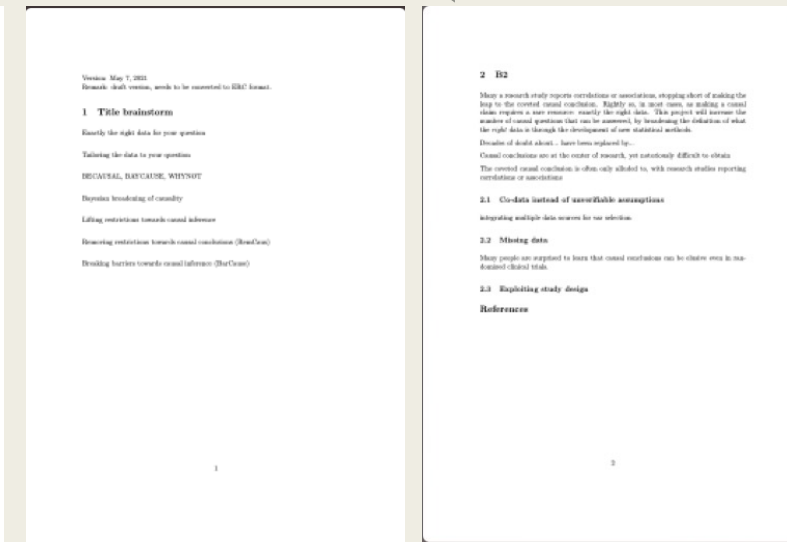 Version: May 7, 2021
Remark: draft version, needs to be converted to ERC format.
1 Title brainstorm
Exactly the right data for your question
Tailoring the data to your question
BECAUSAL, BAYCAUSE, WHYNOT
Bayesian broadening of causality
Lifting restrictions towards causal inference
Removing restrictions towards causal conclusions (RemCaus)
Breaking barriers towards causal inference (BarCause)
1
2 B2
Many a research study reports correlations or associations, stopping short of making the
leap to the coveted causal conclusion. Rightly so, in most cases, as making a causal
claim requires a rare resource: exactly the right data. This project will increase the
number of causal questions that can be answered, by broadening the definition of what
the right data is through the development of new statistical methods.
Decades of doubt about... have been replaced by...
Causal conclusions are at the center of research, yet notoriously difficult to obtain
The coveted causal conclusion is often only alluded to, with research studies reporting
correlations or associations
2.1 Co-data instead of unverifiable assumptions
integrating multiple data sources for var selection
2.2 Missing data
Many people are surprised to learn that causal conclusions can be elusive even in ran-
domized clinical trials.
2.3 Exploiting study design
References
2